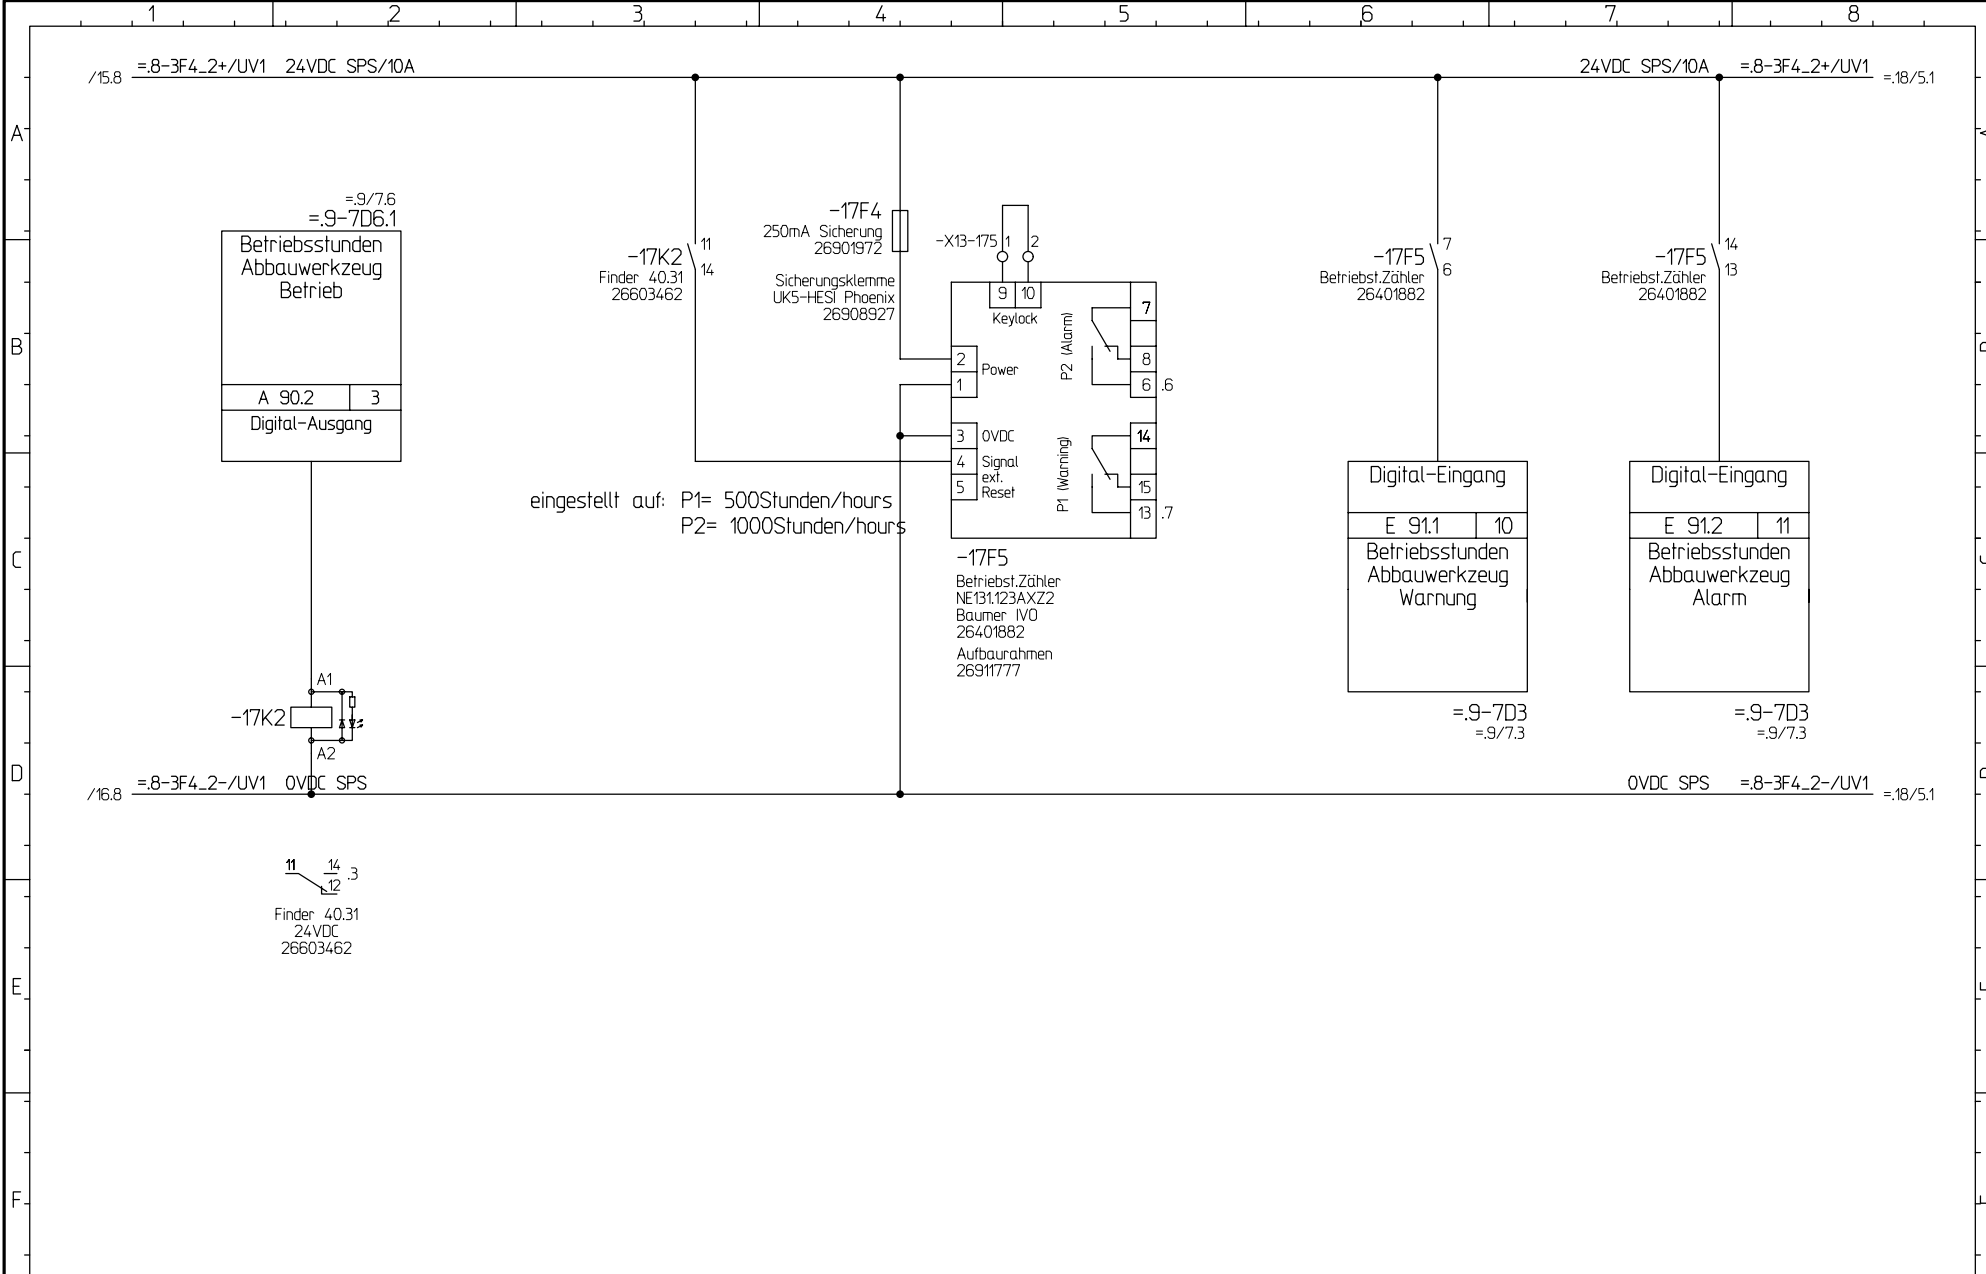 1 2 3 4 5 6 7 8
/15.8 =.8-3F4_2+/UV1 24VDC SPS/10A
24VDC SPS/10A =.8-3F4_2+/UV1 =.18/5.1
A
=.9/7.6
=.9-7D6.1
Betriebsstunden
Abbauwerkzeug
Betrieb
A 90.2 3
Digital-Ausgang
-17K2
Finder 40.31
26603462
11
14
-17F4
250mA Sicherung
26901972
Sicherungsklemme
UK5-HESI Phoenix
26908927
-X13-175 1 2
9 10
Keylock
2
1
Power
3 0VDC
4 Signal
ext.
5 Reset
P2 (Alarm)
7
8
6 .6
P1 (Warning)
14
15
13 .7
eingestellt auf: P1= 500Stunden/hours
P2= 1000Stunden/hours
-17F5
Betriebst.Zähler
NE131.123AXZ2
Baumer IVO
26401882
Aufbaurahmen
26911777
-17F5
Betriebst.Zähler
26401882
7
6
Digital-Eingang
E 91.1 10
Betriebsstunden
Abbauwerkzeug
Warnung
=.9-7D3
=.9/7.3
-17F5
Betriebst.Zähler
26401882
14
13
Digital-Eingang
E 91.2 11
Betriebsstunden
Abbauwerkzeug
Alarm
=.9-7D3
=.9/7.3
B
C
A1
-17K2
A2
D
/16.8 =.8-3F4_2-/UV1 0VDC SPS
0VDC SPS =.8-3F4_2-/UV1 =.18/5.1
11 14 .3
12
Finder 40.31
24VDC
26603462
E
F